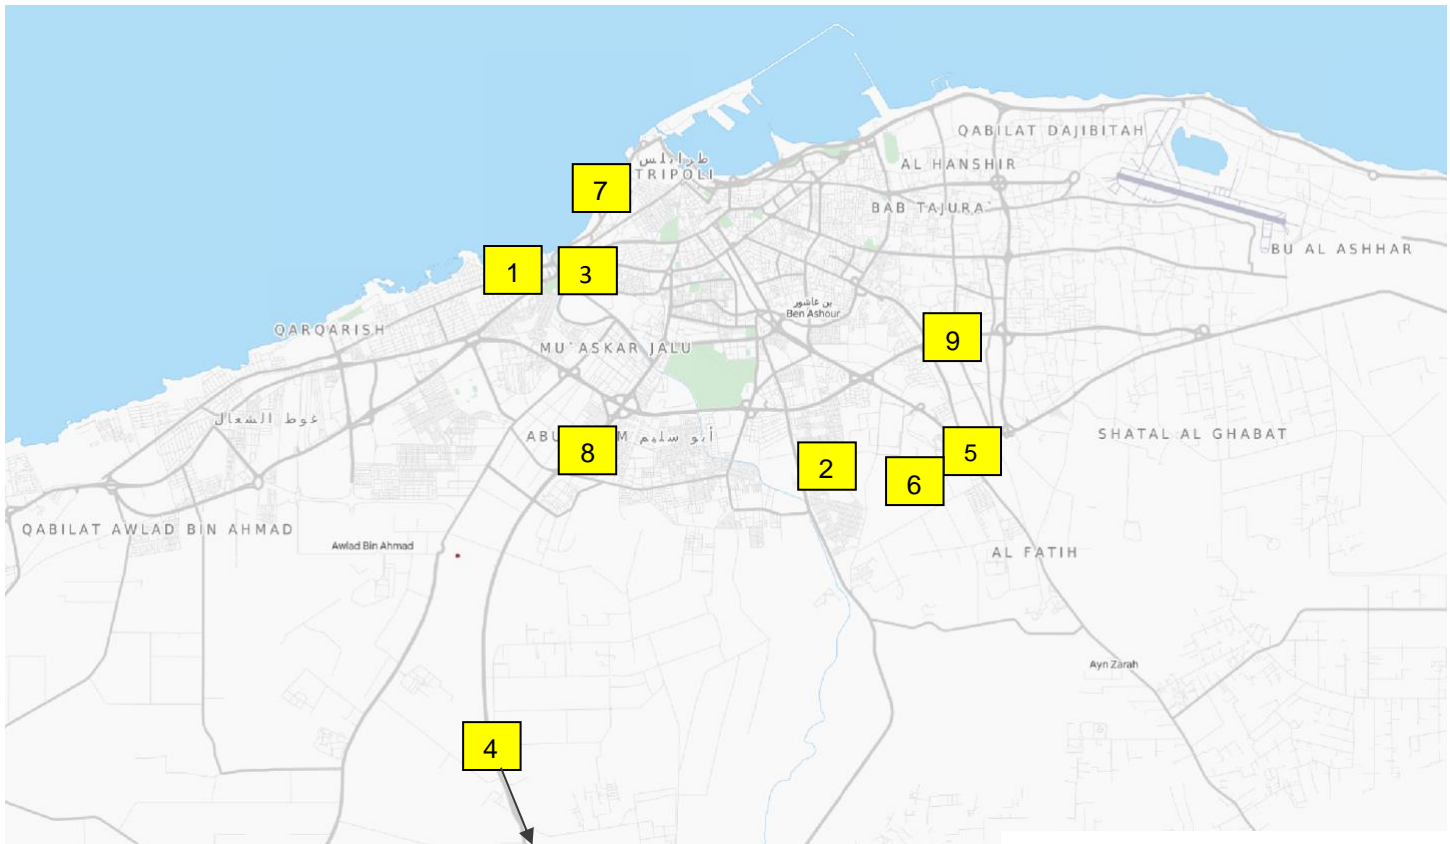 QABILAT DAJIBITAH
طرابلس
TRIPOLI
AL HANSHIR
7
BAB TAJURA`
BU AL ASHHAR
1
3
بن عاشور
Ben Ashour
QARQARISH
9
MU`ASKAR JALU
غوط الشعال
ABU M أبو سليم
SHATAL AL GHABAT
8
5
2
6
QABILAT AWLAD BIN AHMAD
Awlad Bin Ahmad
AL FATIH
Ayn Zarah
4